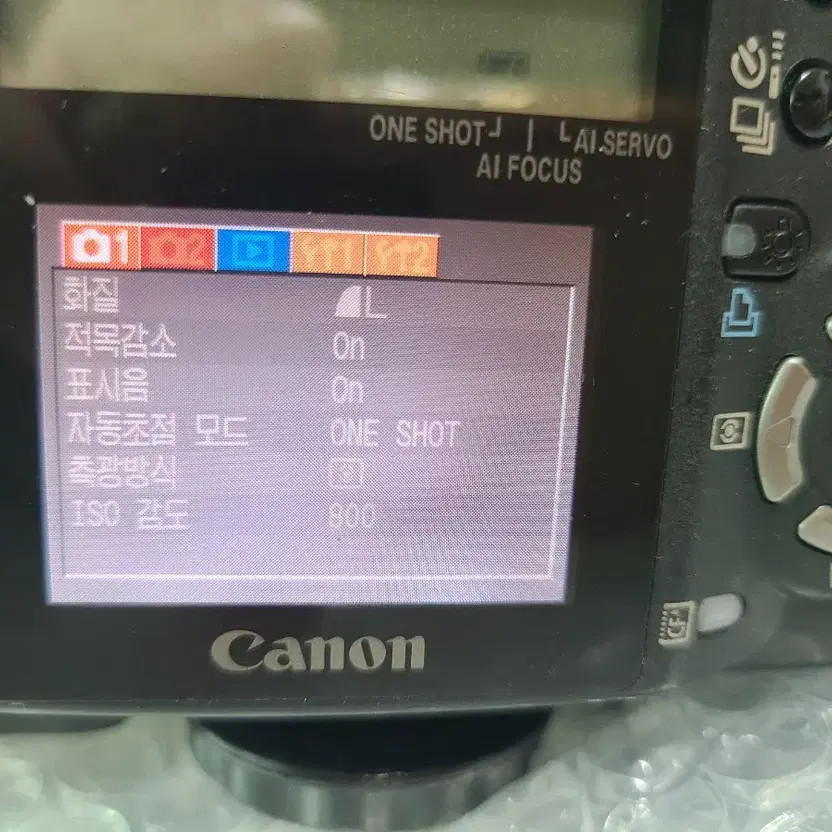 ONE SHOT
AI SERVO
AI FOCUS
1
2
1
2
화질 L
적목감소 On
표시음 On
자동초점 모드 ONE SHOT
측광방식
ISO 감도 800
Canon
CF